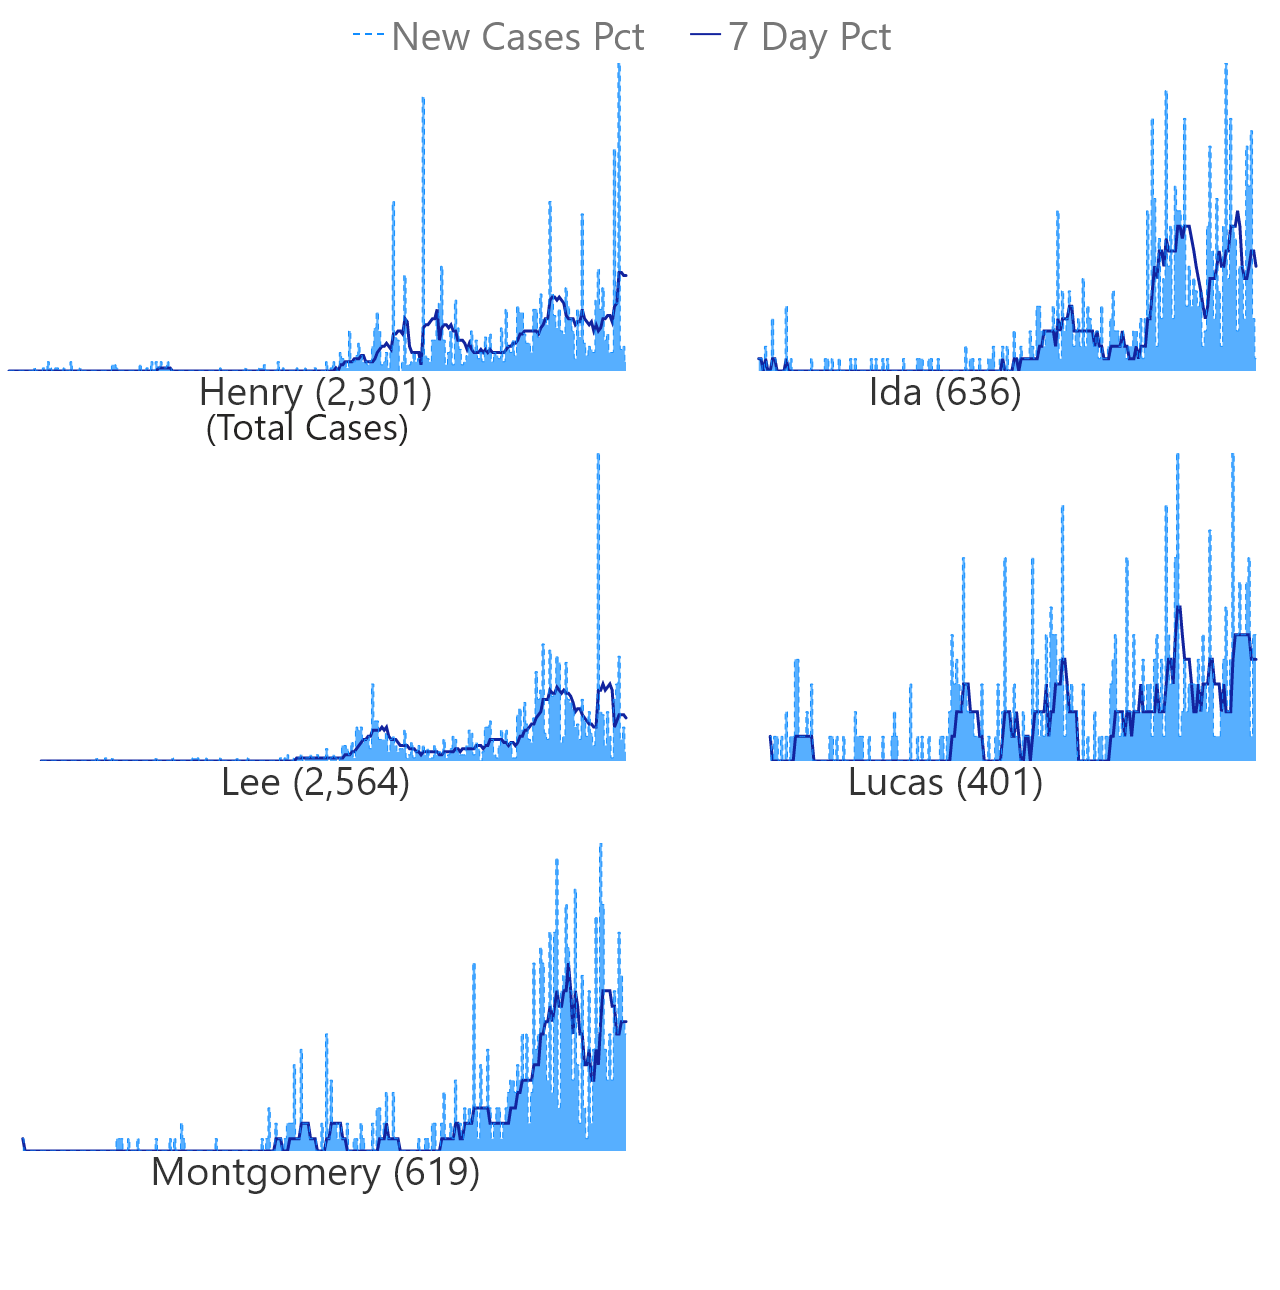 New Cases Pct 7 Day Pct
Henry (2,301)
(Total Cases)
Ida (636)
Lee (2,564)
Lucas (401)
Montgomery (619)